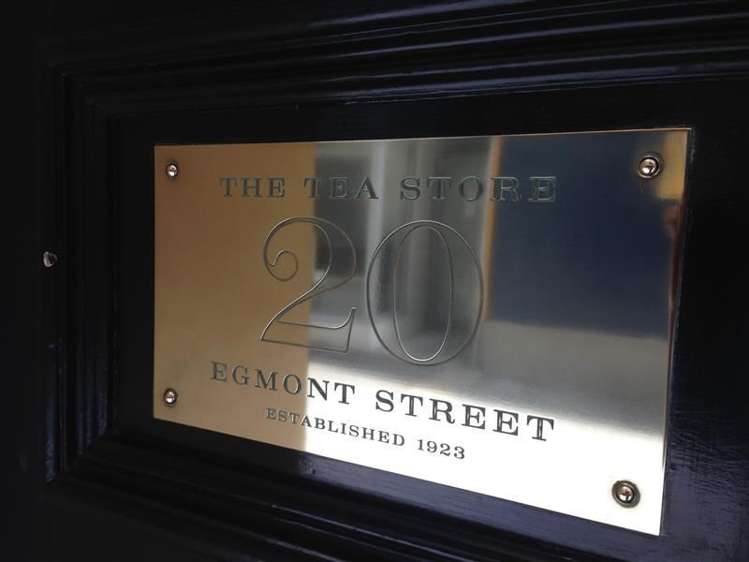 THE TEA STORE
20
EGMONT STREET
ESTABLISHED 1923